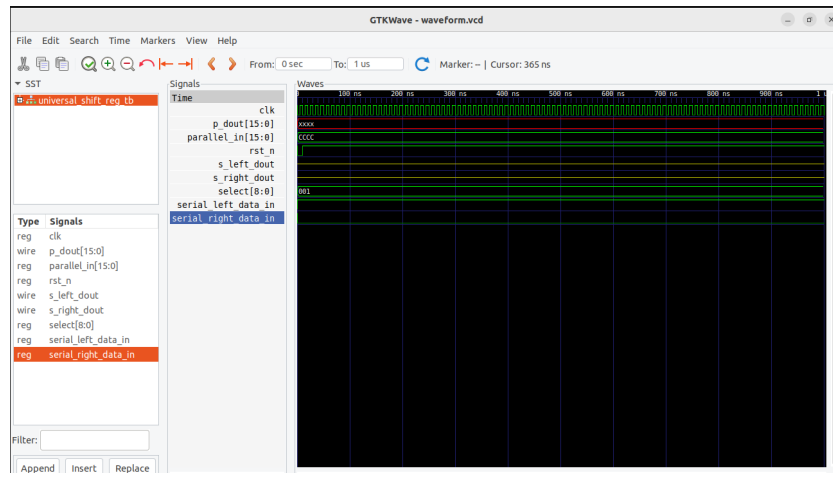 GTKWave - waveform.vcd
File Edit Search Time Markers View Help
From: 0 sec To: 1 us Marker: -- | Cursor: 365 ns
SST
universal_shift_reg_tb
Type Signals
reg clk
wire p_dout[15:0]
reg parallel_in[15:0]
reg rst_n
wire s_left_dout
wire s_right_dout
reg select[8:0]
reg serial_left_data_in
reg serial_right_data_in
Filter:
Append Insert Replace
Signals
Time
clk
p_dout[15:0]
parallel_in[15:0]
rst_n
s_left_dout
s_right_dout
select[8:0]
serial_left_data_in
serial_right_data_in
Waves
100 ns 200 ns 300 ns 400 ns 500 ns 600 ns 700 ns 800 ns 900 ns 1 u
xxxx
CCCC
001